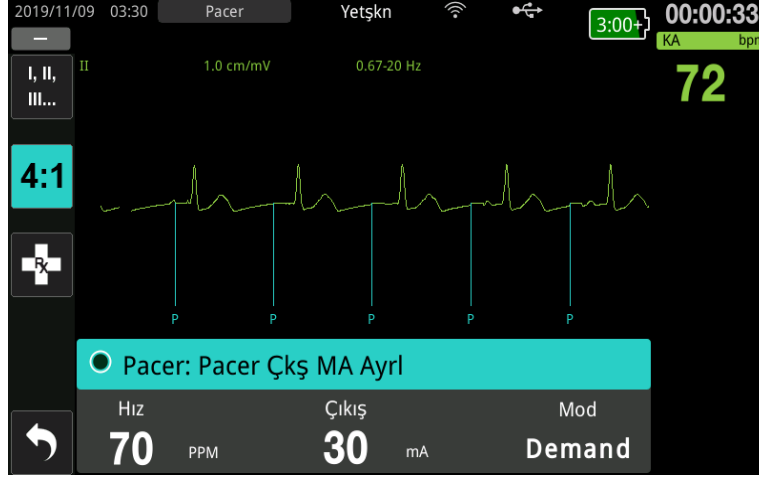 2019/11/09 03:30 Pacer Yetşkn 3:00+ 00:00:33
KA bpm
I, II,
III...
II 1.0 cm/mV 0.67-20 Hz
72
4:1
Rx
P P P P P
Pacer: Pacer Çkş MA Ayrl
Hız Çıkış Mod
70 PPM 30 mA Demand